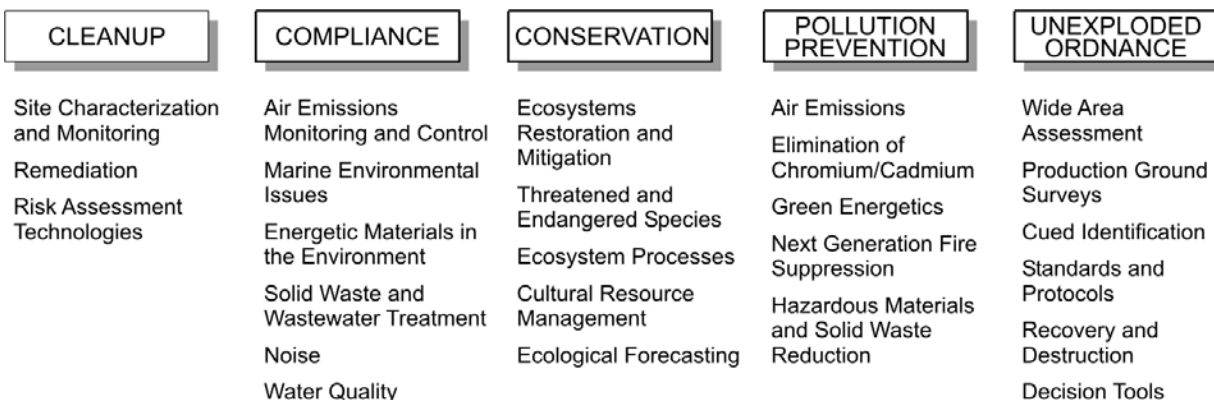 CLEANUP
Site Characterization
and Monitoring
Remediation
Risk Assessment
Technologies
COMPLIANCE
Air Emissions
Monitoring and Control
Marine Environmental
Issues
Energetic Materials in
the Environment
Solid Waste and
Wastewater Treatment
Noise
Water Quality
CONSERVATION
Ecosystems
Restoration and
Mitigation
Threatened and
Endangered Species
Ecosystem Processes
Cultural Resource
Management
Ecological Forecasting
POLLUTION
PREVENTION
Air Emissions
Elimination of
Chromium/Cadmium
Green Energetics
Next Generation Fire
Suppression
Hazardous Materials
and Solid Waste
Reduction
UNEXPLODED
ORDNANCE
Wide Area
Assessment
Production Ground
Surveys
Cued Identification
Standards and
Protocols
Recovery and
Destruction
Decision Tools